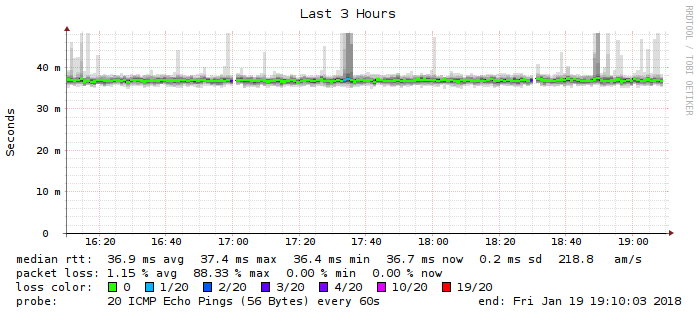 Last 3 Hours
RRDTOOL / TOBI OETIKER
Seconds
40 m
30 m
20 m
10 m
0
16:20 16:40 17:00 17:20 17:40 18:00 18:20 18:40 19:00
median rtt: 36.9 ms avg 37.4 ms max 36.4 ms min 36.7 ms now 0.2 ms sd 218.8 am/s
packet loss: 1.15 % avg 88.33 % max 0.00 % min 0.00 % now
loss color: 0 1/20 2/20 3/20 4/20 10/20 19/20
probe: 20 ICMP Echo Pings (56 Bytes) every 60s end: Fri Jan 19 19:10:03 2018